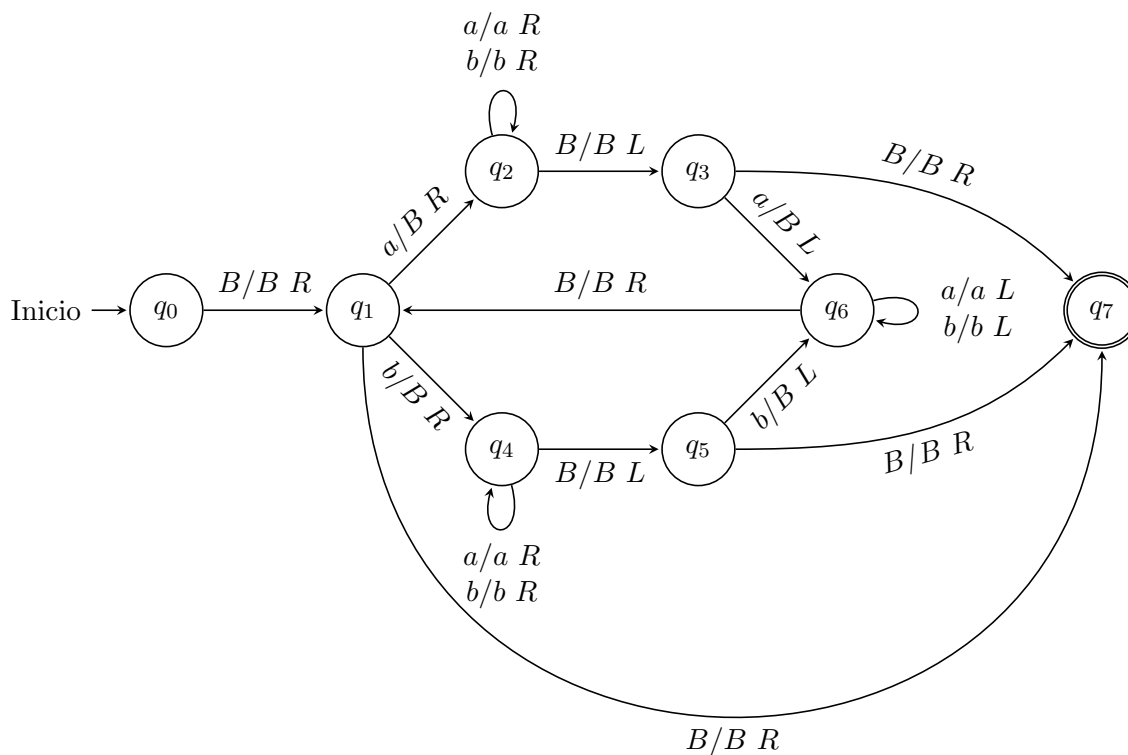 a/a R
b/b R
B/B L
q2
q3
B/B R
a/B R
a/B L
Inicio
q0
B/B R
q1
B/B R
q6
a/a L
b/b L
q7
b/B R
b/B L
q4
B/B L
q5
B/B R
a/a R
b/b R
B/B R